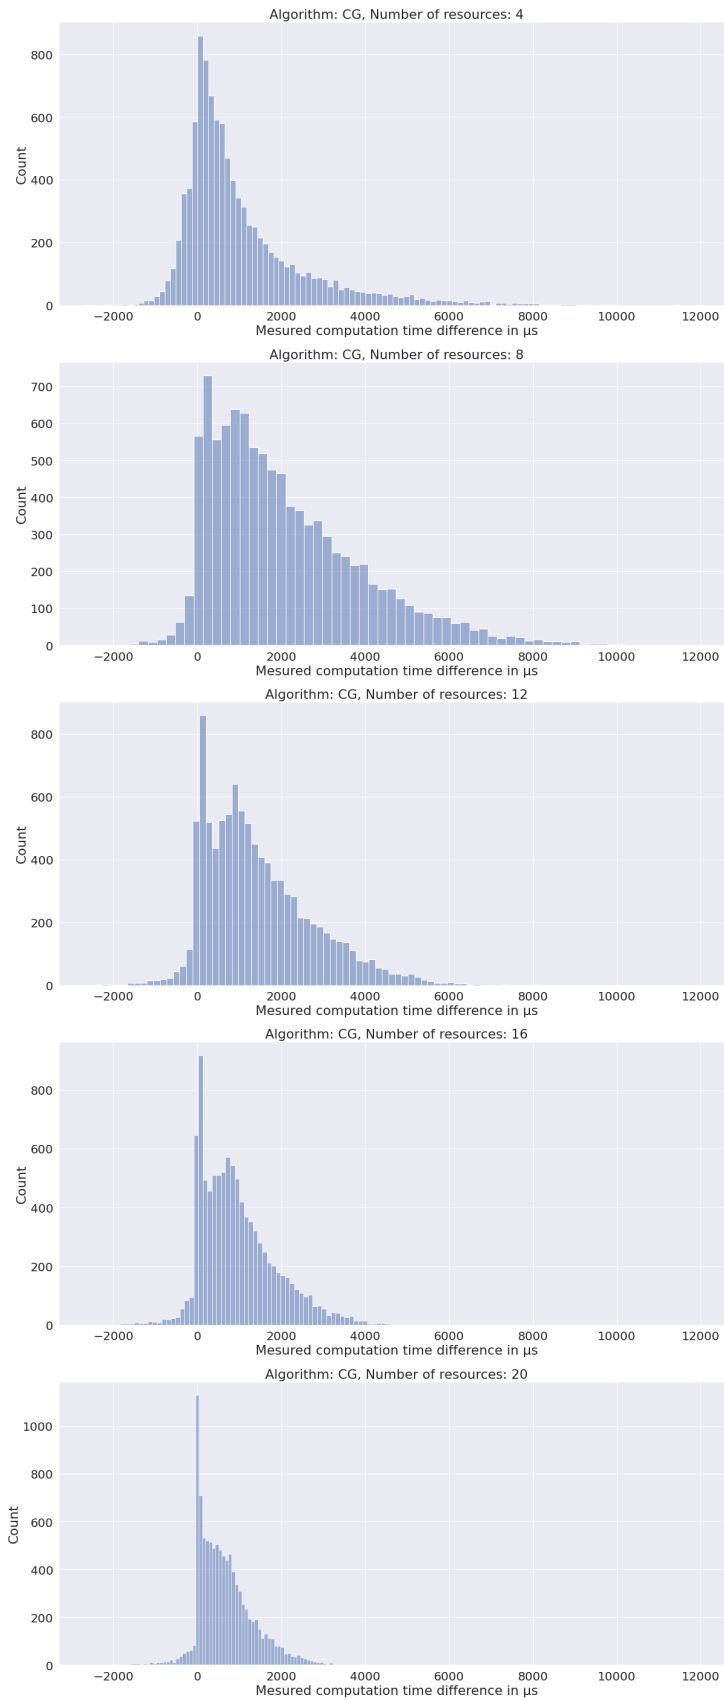 Algorithm: CG, Number of resources: 4
800
600
400
200
0
Count
−2000 0 2000 4000 6000 8000 10000 12000
Mesured computation time difference in µs
Algorithm: CG, Number of resources: 8
700
600
500
400
300
200
100
0
Count
−2000 0 2000 4000 6000 8000 10000 12000
Mesured computation time difference in µs
Algorithm: CG, Number of resources: 12
800
600
400
200
0
Count
−2000 0 2000 4000 6000 8000 10000 12000
Mesured computation time difference in µs
Algorithm: CG, Number of resources: 16
800
600
400
200
0
Count
−2000 0 2000 4000 6000 8000 10000 12000
Mesured computation time difference in µs
Algorithm: CG, Number of resources: 20
1000
800
600
400
200
0
Count
−2000 0 2000 4000 6000 8000 10000 12000
Mesured computation time difference in µs